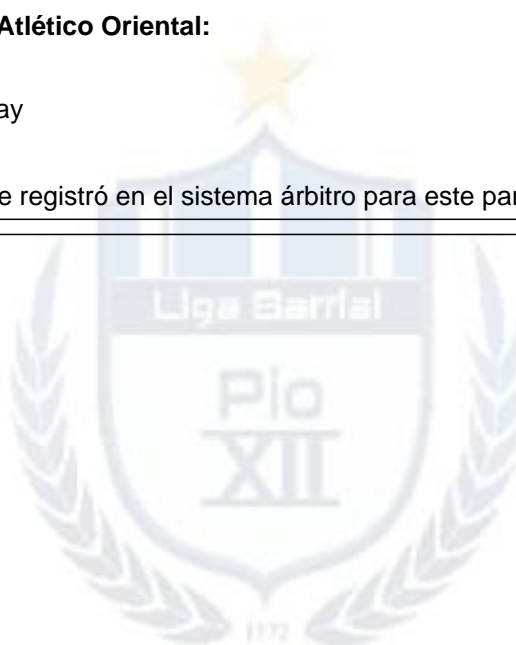 Atlético Oriental:
ay
e registró en el sistema árbitro para este par
Liga Barrial
Pio
XII